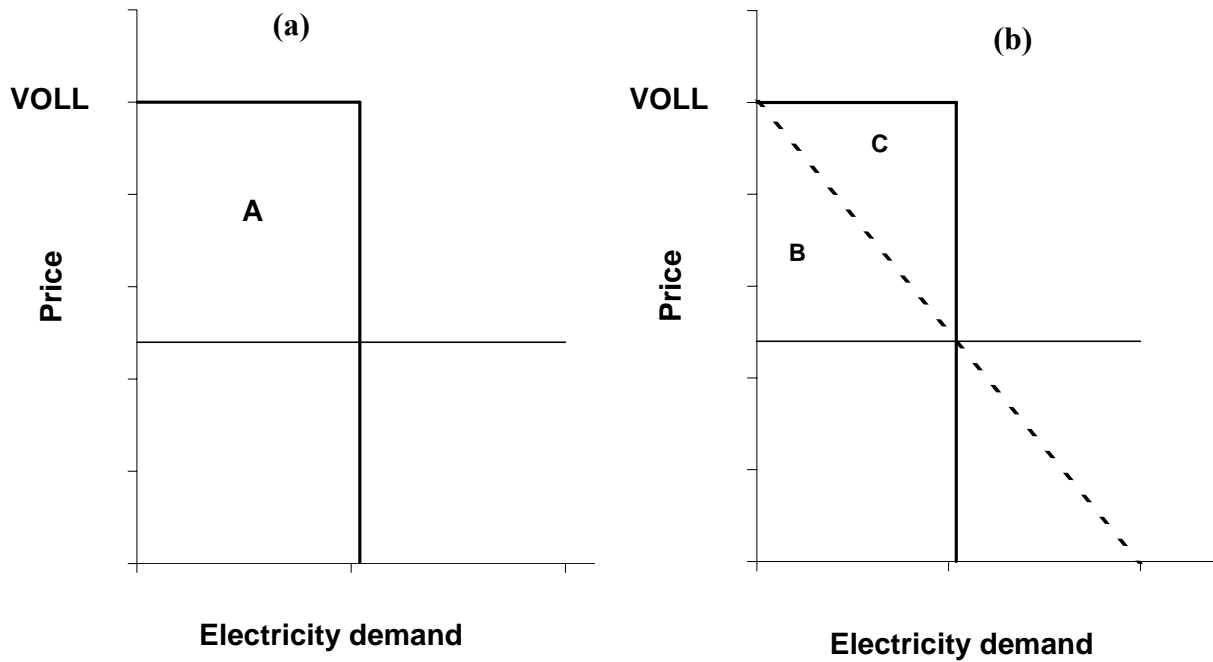 (a)
VOLL
A
Price
Electricity demand
(b)
VOLL
C
B
Price
Electricity demand